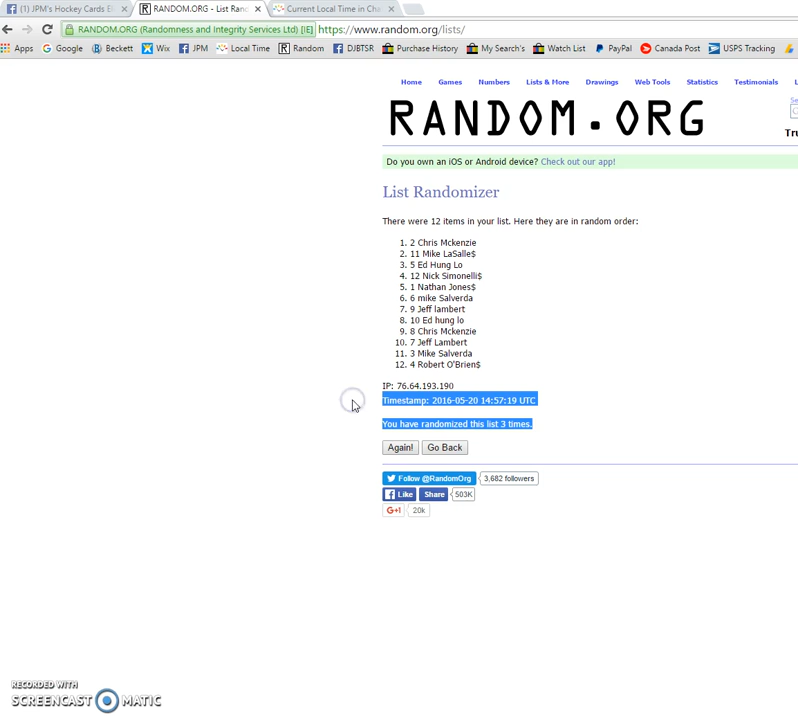 (1) JPM's Hockey Cards
RANDOM.ORG - List Ran
Current Local Time in Cha
RANDOM.ORG (Randomness and Integrity Services Ltd) [IE] https://www.random.org/lists/
Apps Google Beckett Wix JPM Local Time Random DJBTSR Purchase History My Search's Watch List PayPal Canada Post USPS Tracking
Home Games Numbers Lists & More Drawings Web Tools Statistics Testimonials L
RANDOM.ORG
Se
Tru
Do you own an iOS or Android device? Check out our app!
List Randomizer
There were 12 items in your list. Here they are in random order:
1. 2 Chris Mckenzie
2. 11 Mike LaSalle$
3. 5 Ed Hung Lo
4. 12 Nick Simonelli$
5. 1 Nathan Jones$
6. 6 mike Salverda
7. 9 Jeff lambert
8. 10 Ed hung lo
9. 8 Chris Mckenzie
10. 7 Jeff Lambert
11. 3 Mike Salverda
12. 4 Robert O'Brien$
IP: 76.64.193.190
Timestamp: 2016-05-20 14:57:19 UTC
You have randomized this list 3 times.
Again! Go Back
Follow @RandomOrg 3,682 followers
Like Share 503K
G+1 20k
RECORDED WITH
SCREENCAST MATIC